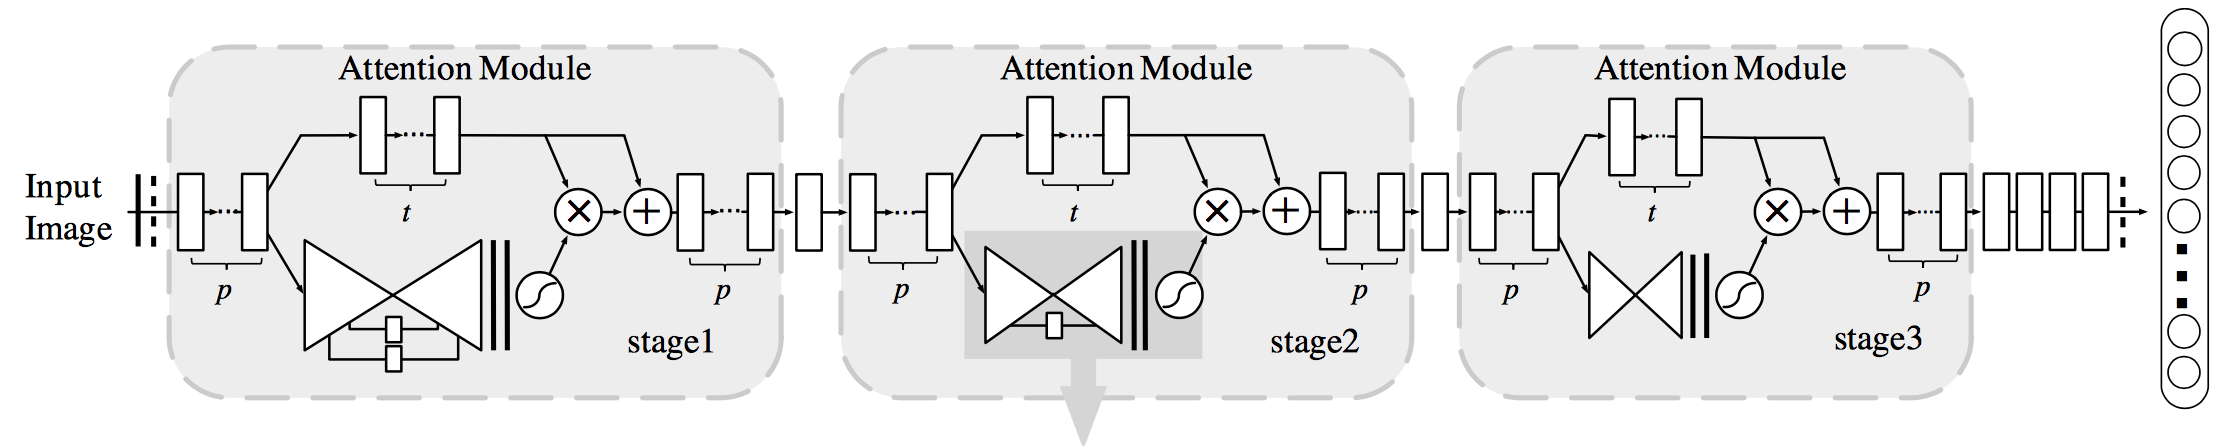 Attention Module
Attention Module
Attention Module
Input
Image
t
t
t
p
p
p
p
p
p
stage1
stage2
stage3